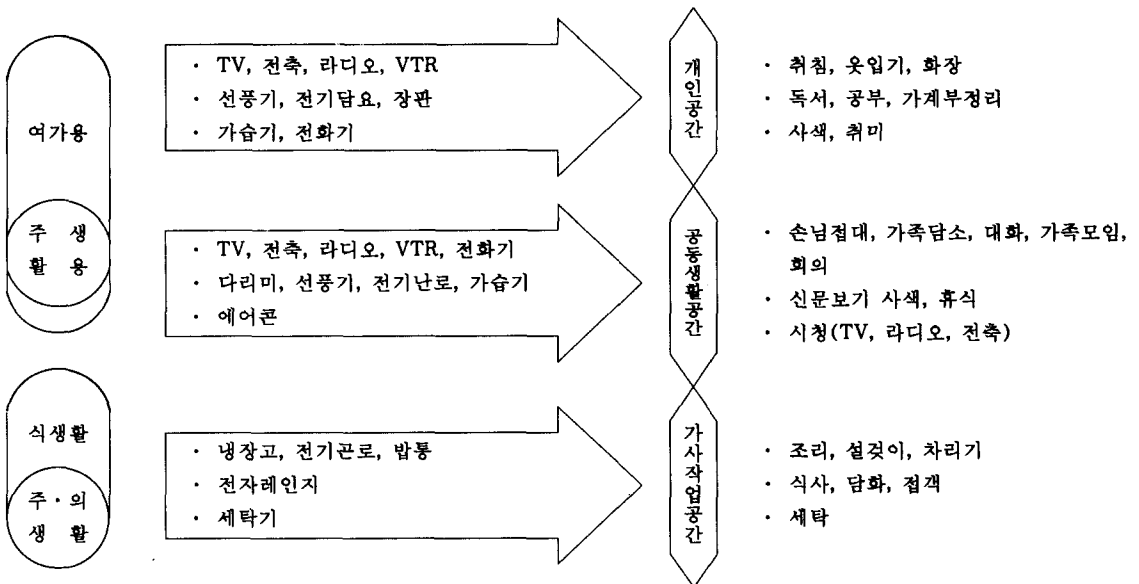 여가용
주 생
활 용
· TV, 전축, 라디오, VTR
· 선풍기, 전기담요, 장판
· 가습기, 전화기
개인공간
· 취침, 옷입기, 화장
· 독서, 공부, 가계부정리
· 사색, 취미
· TV, 전축, 라디오, VTR, 전화기
· 다리미, 선풍기, 전기난로, 가습기
· 에어콘
공동생활공간
· 손님접대, 가족담소, 대화, 가족모임,
회의
· 신문보기 사색, 휴식
· 시청(TV, 라디오, 전축)
식생활
주·의
생 활
· 냉장고, 전기곤로, 밥통
· 전자레인지
· 세탁기
가사작업공간
· 조리, 설겆이, 차리기
· 식사, 담화, 접객
· 세탁